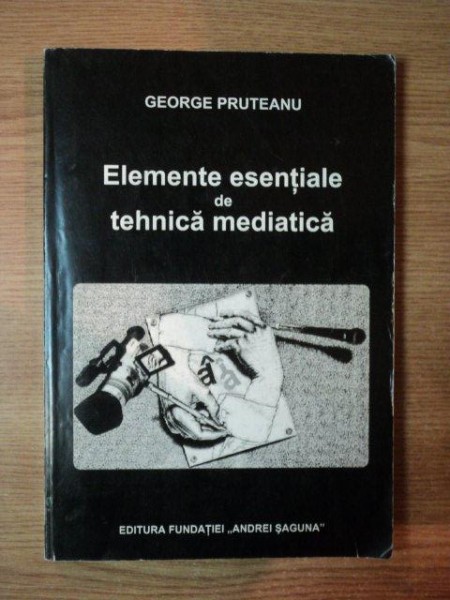 GEORGE PRUTEANU
Elemente esențiale
de
tehnică mediatică
EDITURA FUNDAȚIEI „ANDREI ȘAGUNA”